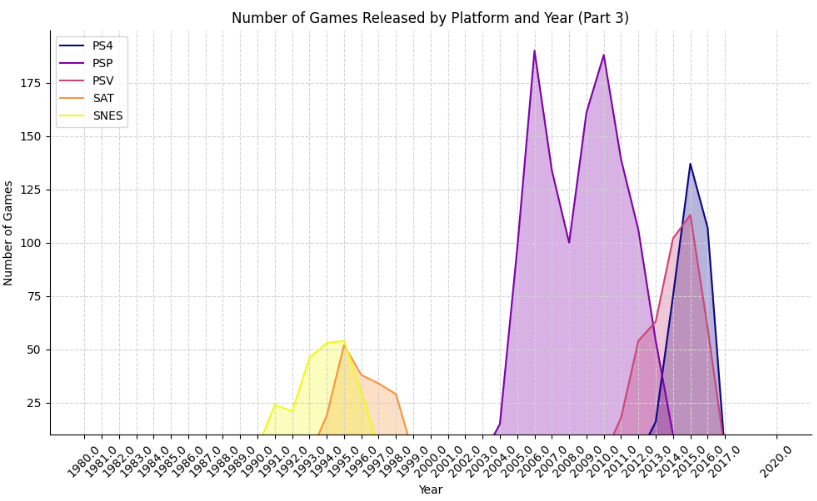 Number of Games Released by Platform and Year (Part 3)
PS4
PSP
PSV
SAT
SNES
175
150
125
100
75
50
25
Number of Games
1980.0 1981.0 1982.0 1983.0 1984.0 1985.0 1986.0 1987.0 1988.0 1989.0 1990.0 1991.0 1992.0 1993.0 1994.0 1995.0 1996.0 1997.0 1998.0 1999.0 2000.0 2001.0 2002.0 2003.0 2004.0 2005.0 2006.0 2007.0 2008.0 2009.0 2010.0 2011.0 2012.0 2013.0 2014.0 2015.0 2016.0 2017.0 2020.0
Year